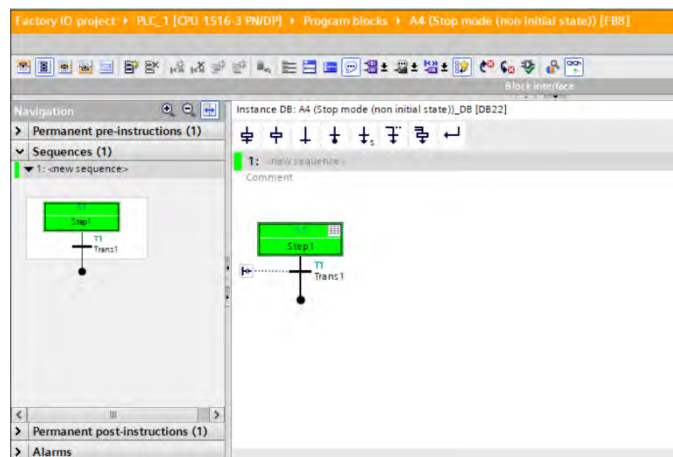 Factory IO project ▸ PLC_1 [CPU 1516-3 PN/DP] ▸ Program blocks ▸ A4 (Stop mode (non initial state)) [FB8]
Block interface
Navigation
Instance DB: A4 (Stop mode (non initial state))_DB [DB22]
Permanent pre-instructions (1)
Sequences (1)
1: <new sequence>
1: <new sequence>
Comment
Step1
T1
Trans1
Step1
T1
Trans1
Permanent post-instructions (1)
Alarms